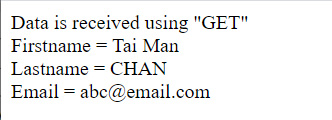 Data is received using "GET"
Firstname = Tai Man
Lastname = CHAN
Email = abc@email.com